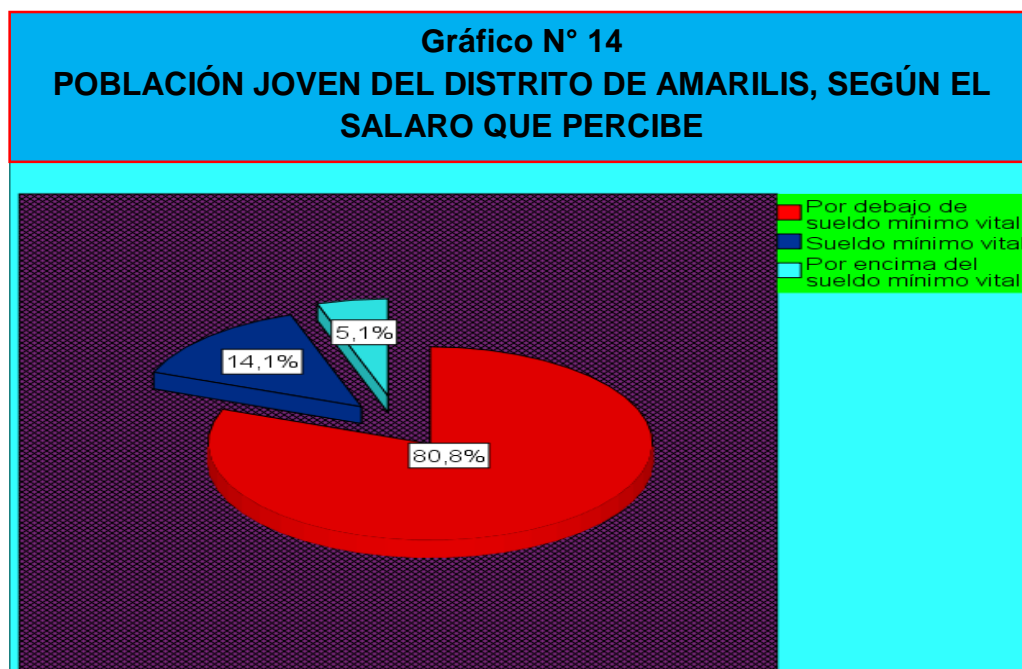 Gráfico N° 14
POBLACIÓN JOVEN DEL DISTRITO DE AMARILIS, SEGÚN EL
SALARO QUE PERCIBE
Por debajo de
sueldo mínimo vital
Sueldo mínimo vital
Por encima del
sueldo mínimo vital
5,1%
14,1%
80,8%